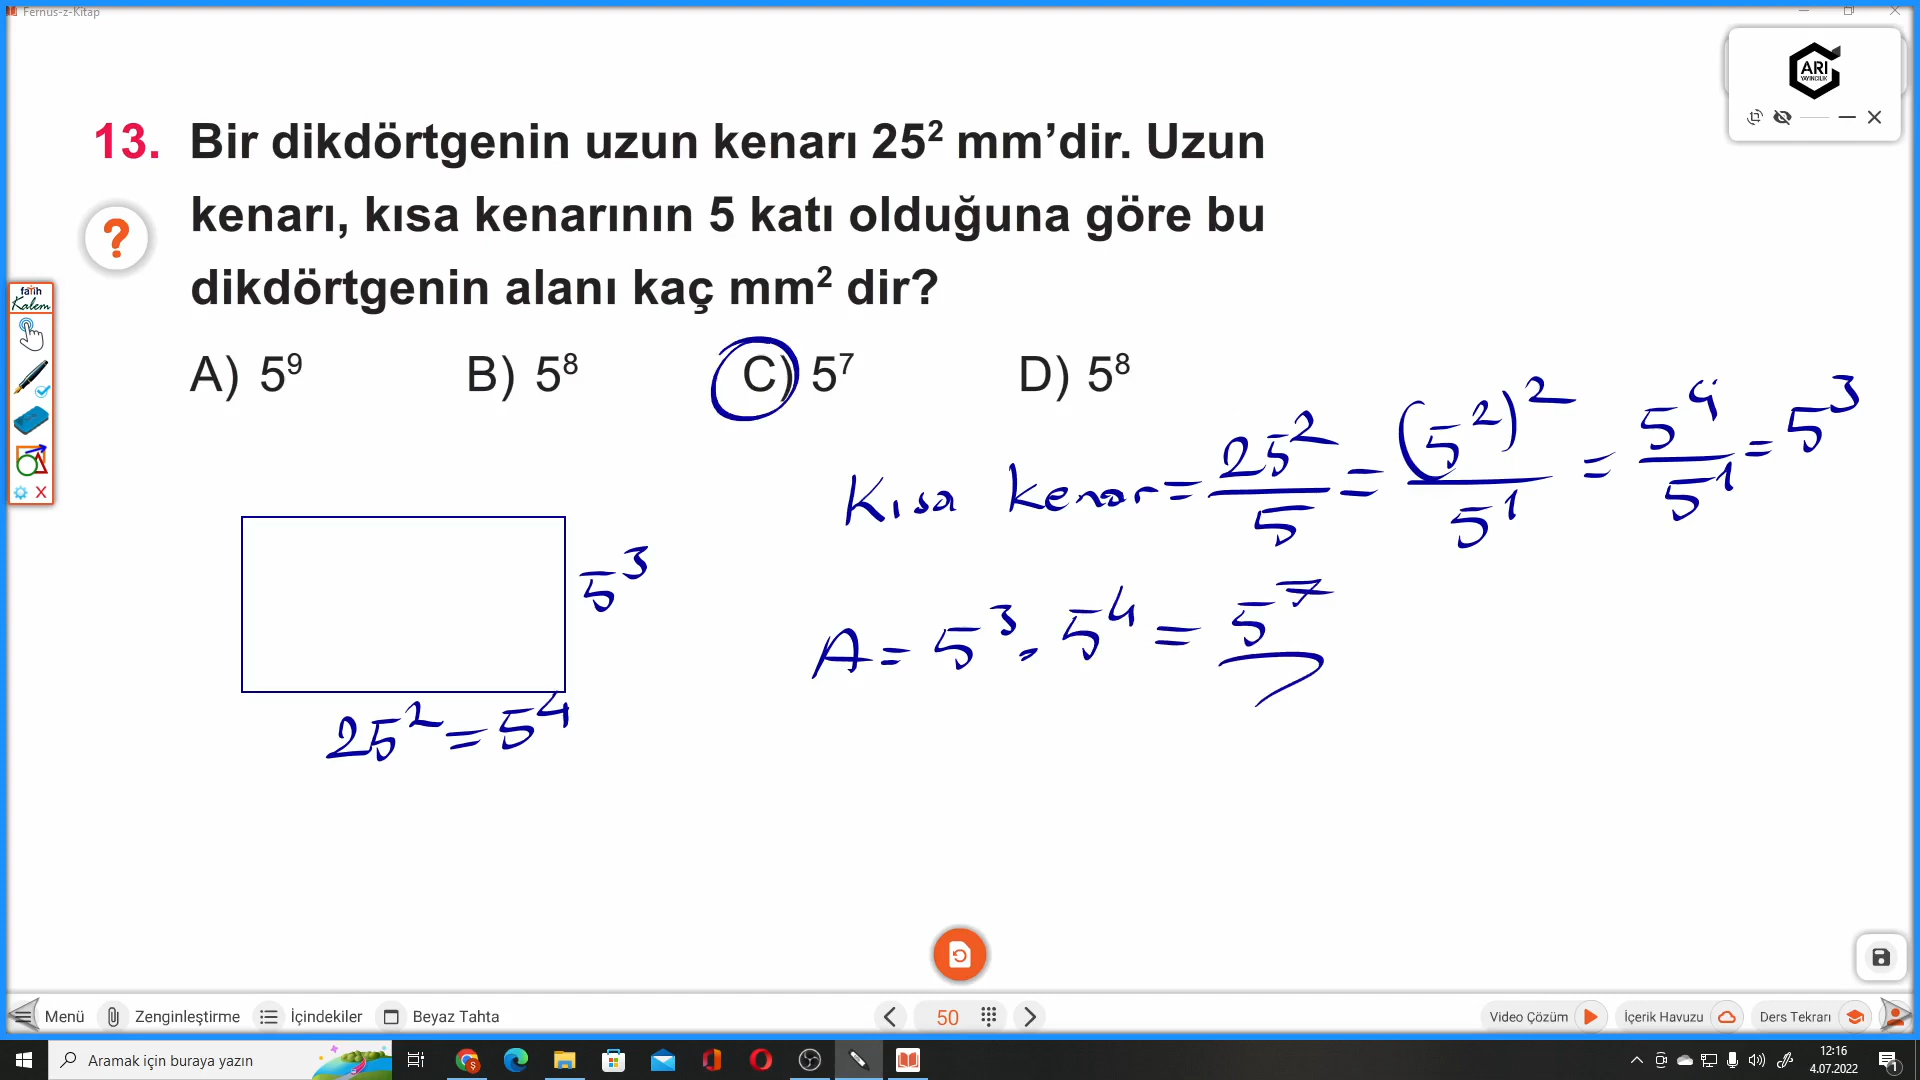 Fernus-z-Kitap
ARI
YAYINCILIK
13. Bir dikdörtgenin uzun kenarı 25² mm’dir. Uzun
kenarı, kısa kenarının 5 katı olduğuna göre bu
dikdörtgenin alanı kaç mm² dir?
?
fatih
Kalem
A) 5⁹ B) 5⁸ C) 5⁷ D) 5⁸
Kısa kenar = 25²/5 = (5²)²/5¹ = 5⁴/5¹ = 5³
5³
A = 5³ . 5⁴ = 5⁷
25² = 5⁴
Menü Zenginleştirme İçindekiler Beyaz Tahta 50 Video Çözüm İçerik Havuzu Ders Tekrarı
Aramak için buraya yazın
12:16
4.07.2022
1